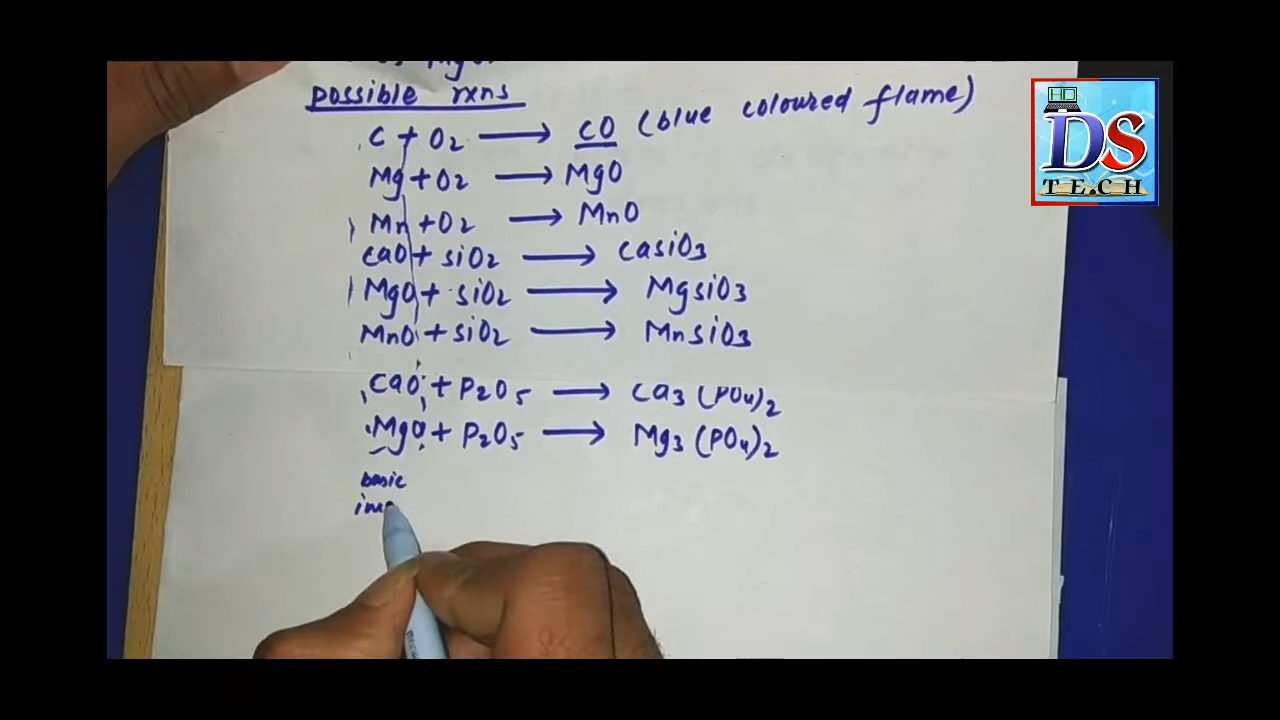 possible rxns
C + O2 → CO (blue coloured flame)
Mg + O2 → MgO
Mn + O2 → MnO
CaO + SiO2 → CaSiO3
MgO + SiO2 → MgSiO3
MnO + SiO2 → MnSiO3
CaO + P2O5 → Ca3(PO4)2
MgO + P2O5 → Mg3(PO4)2
basic
HD
DS
TECH